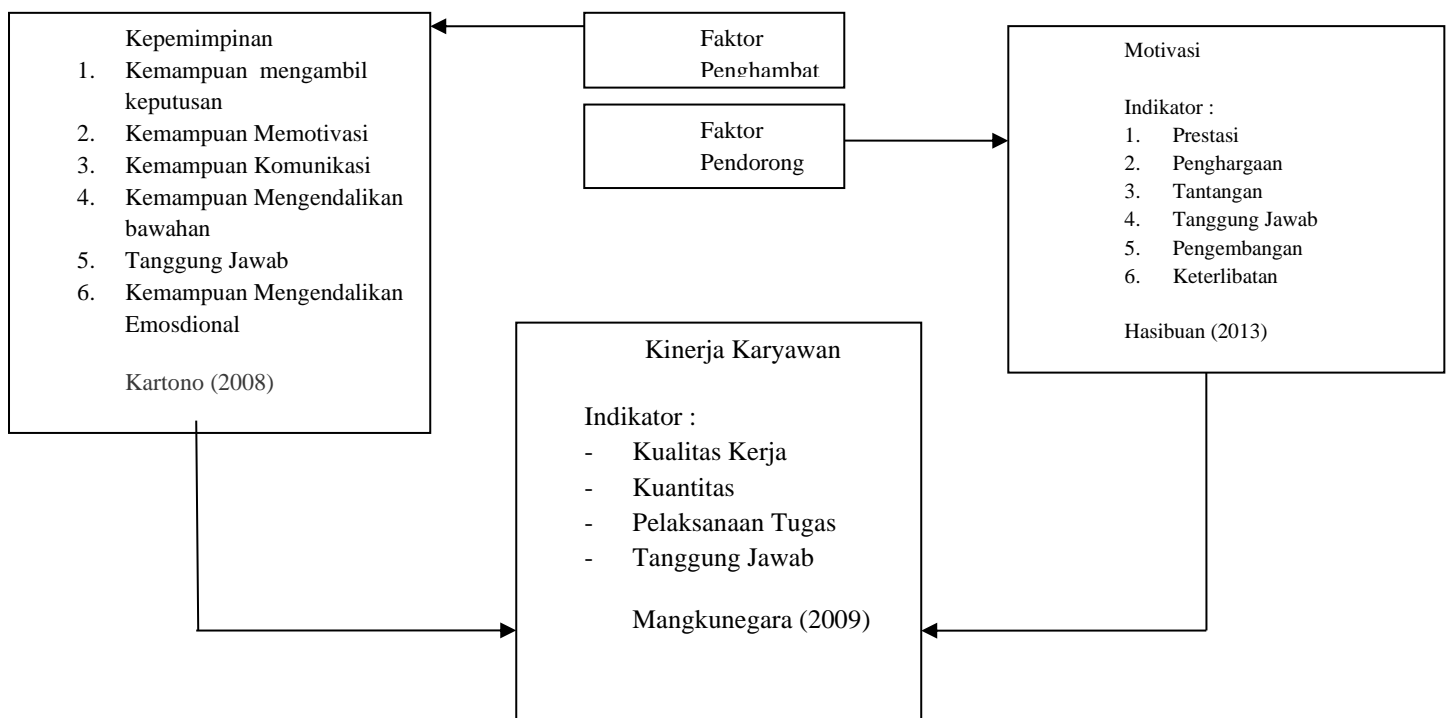 Kepemimpinan
1. Kemampuan mengambil
keputusan
2. Kemampuan Memotivasi
3. Kemampuan Komunikasi
4. Kemampuan Mengendalikan
bawahan
5. Tanggung Jawab
6. Kemampuan Mengendalikan
Emosdional
Kartono (2008)
Faktor
Penghambat
Faktor
Pendorong
Motivasi
Indikator :
1. Prestasi
2. Penghargaan
3. Tantangan
4. Tanggung Jawab
5. Pengembangan
6. Keterlibatan
Hasibuan (2013)
Kinerja Karyawan
Indikator :
- Kualitas Kerja
- Kuantitas
- Pelaksanaan Tugas
- Tanggung Jawab
Mangkunegara (2009)